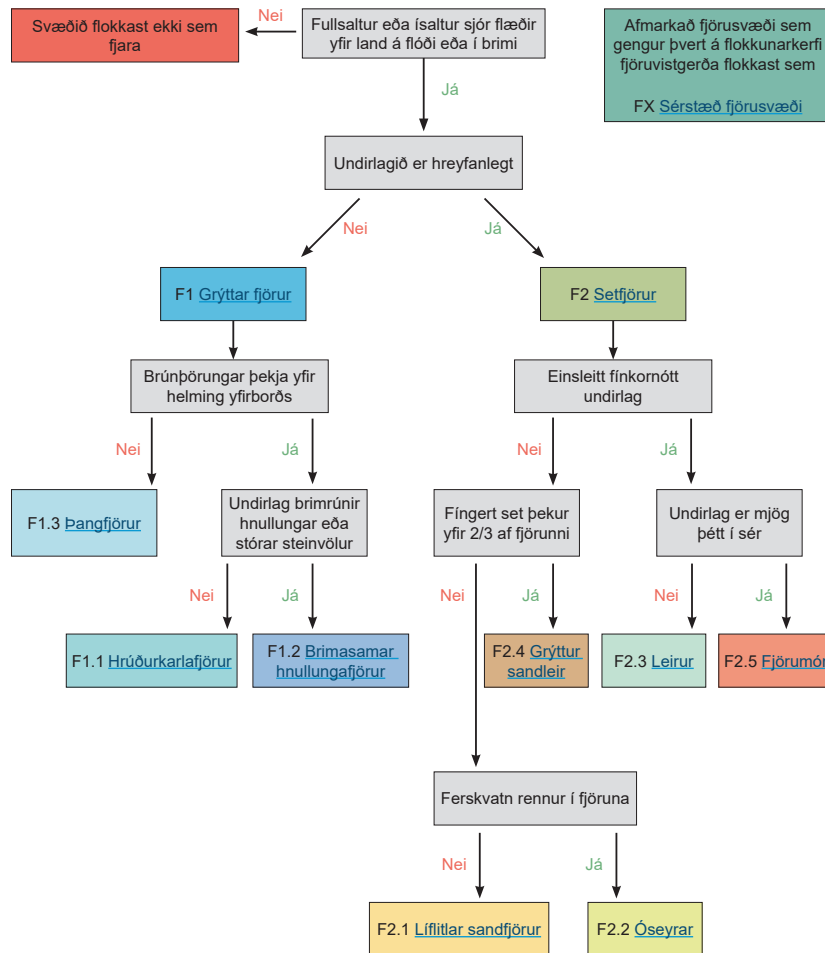 Svæðið flokkast ekki sem
fjara
Nei
Fullsaltur eða ísaltur sjór flæðir
yfir land á flóði eða í brimi
Afmarkað fjörusvæði sem
gengur þvert á flokkunarkerfi
fjöruvistgerða flokkast sem
FX Sérstæð fjörusvæði
Já
Undirlagið er hreyfanlegt
Nei
Já
F1 Grýttar fjörur
F2 Setfjörur
Brúnþörungar þekja yfir
helming yfirborðs
Einsleitt fínkornótt
undirlag
Nei
Já
Nei
Já
F1.3 Þangfjörur
Undirlag brimrúnir
hnullungar eða
stórar steinvölur
Fíngert set þekur
yfir 2/3 af fjörunni
Undirlag er mjög
þétt í sér
Nei
Já
Nei
Já
Nei
Já
F1.1 Hrúðurkarlafjörur
F1.2 Brimasamar
hnullungafjörur
F2.4 Grýttur
sandleir
F2.3 Leirur
F2.5 Fjörumór
Ferskvatn rennur í fjöruna
Nei
Já
F2.1 Líflitlar sandfjörur
F2.2 Óseyrar